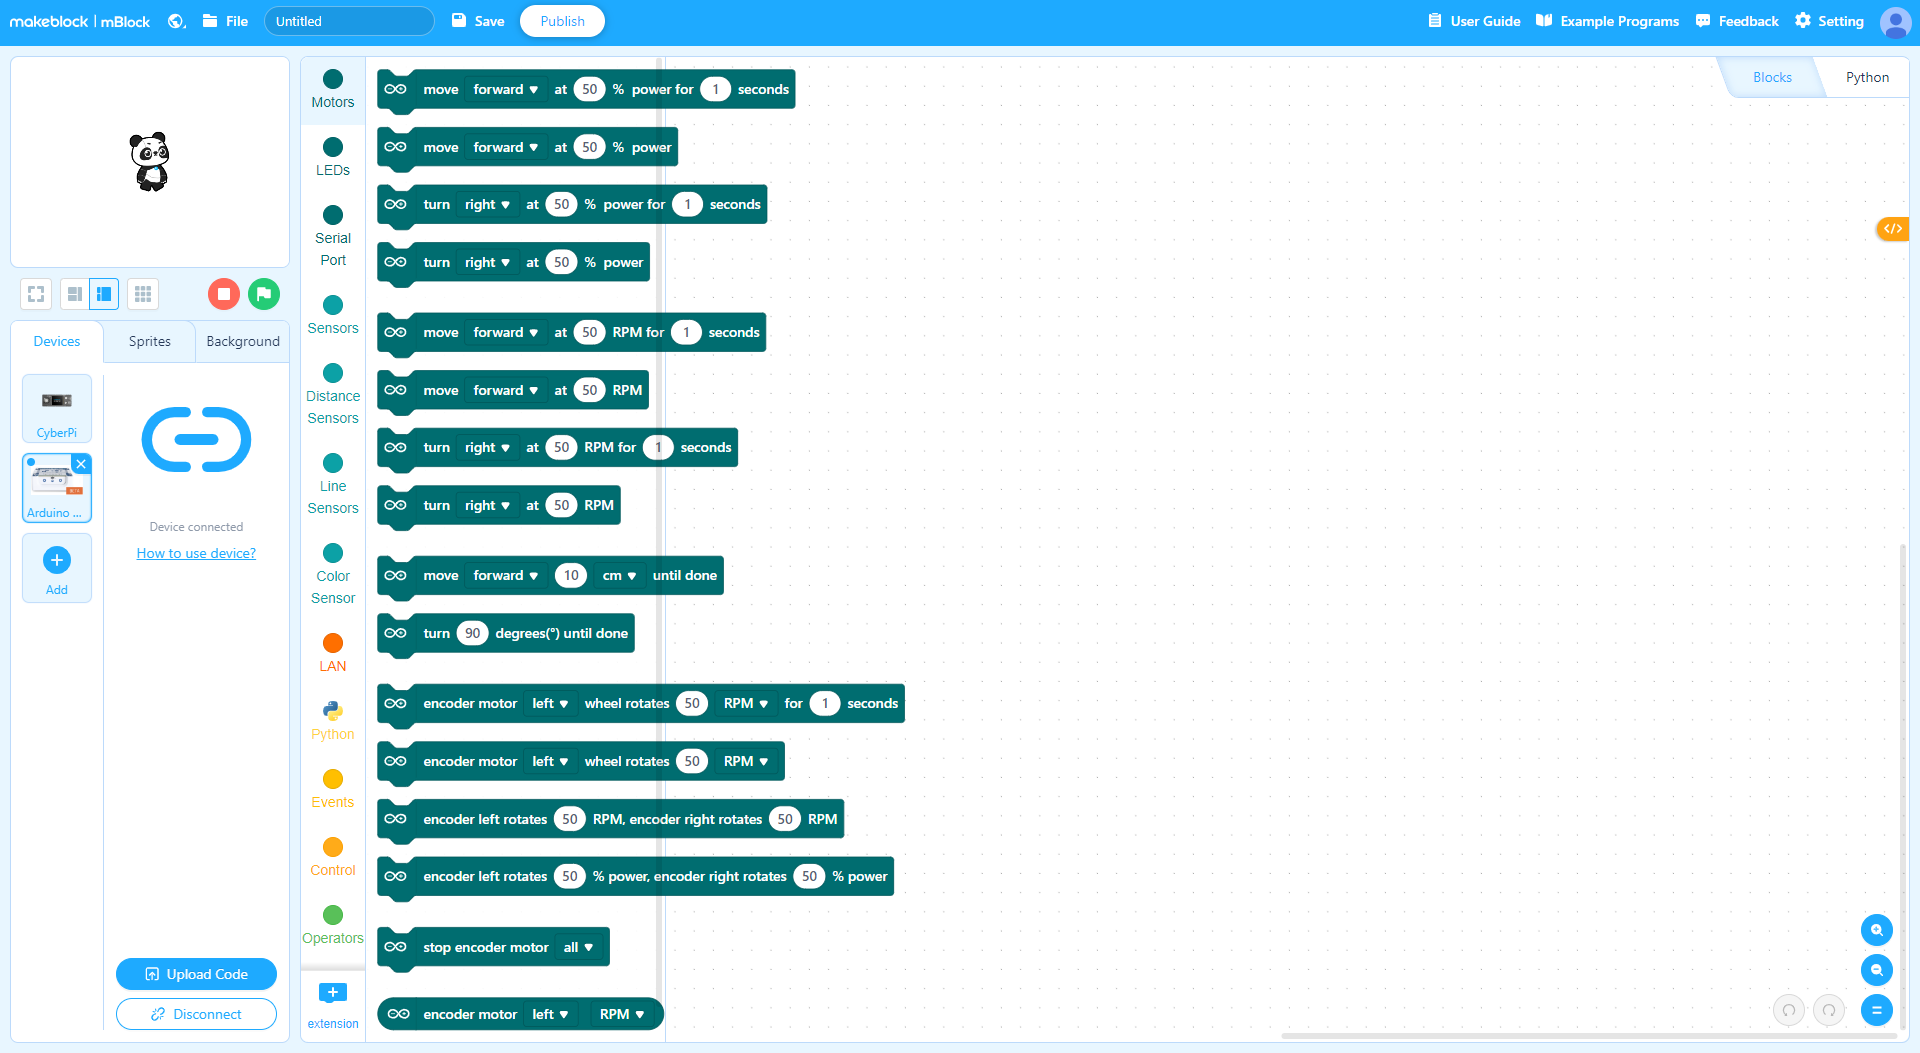 makeblock | mBlock File Untitled Save Publish User Guide Example Programs Feedback Setting
Devices Sprites Background
CyberPi
Arduino ...
Add
Device connected
How to use device?
Upload Code
Disconnect
Motors
LEDs
Serial
Port
Sensors
Distance
Sensors
Line
Sensors
Color
Sensor
LAN
Python
Events
Control
Operators
extension
move forward at 50 % power for 1 seconds
move forward at 50 % power
turn right at 50 % power for 1 seconds
turn right at 50 % power
move forward at 50 RPM for 1 seconds
move forward at 50 RPM
turn right at 50 RPM for 1 seconds
turn right at 50 RPM
move forward 10 cm until done
turn 90 degrees(°) until done
encoder motor left wheel rotates 50 RPM for 1 seconds
encoder motor left wheel rotates 50 RPM
encoder left rotates 50 RPM, encoder right rotates 50 RPM
encoder left rotates 50 % power, encoder right rotates 50 % power
stop encoder motor all
encoder motor left RPM
Blocks Python
</>